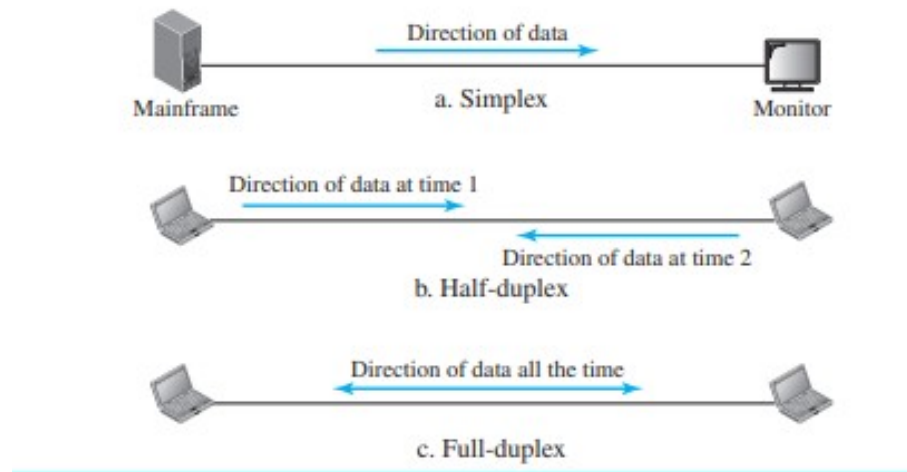 Direction of data
Mainframe
a. Simplex
Monitor
Direction of data at time 1
Direction of data at time 2
b. Half-duplex
Direction of data all the time
c. Full-duplex